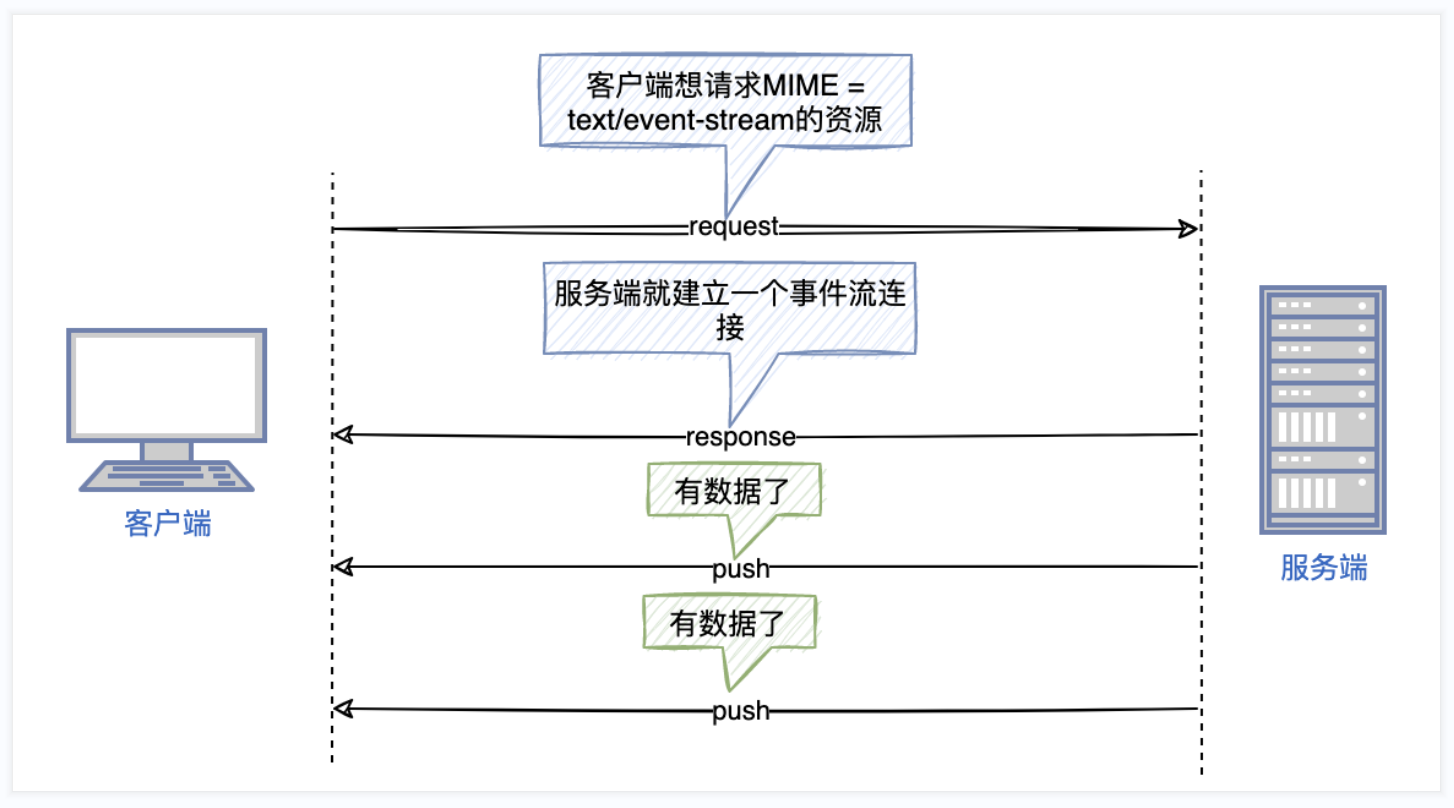 客户端想请求MIME =
text/event-stream的资源
request
服务端就建立一个事件流连
接
response
有数据了
客户端
push
服务端
有数据了
push